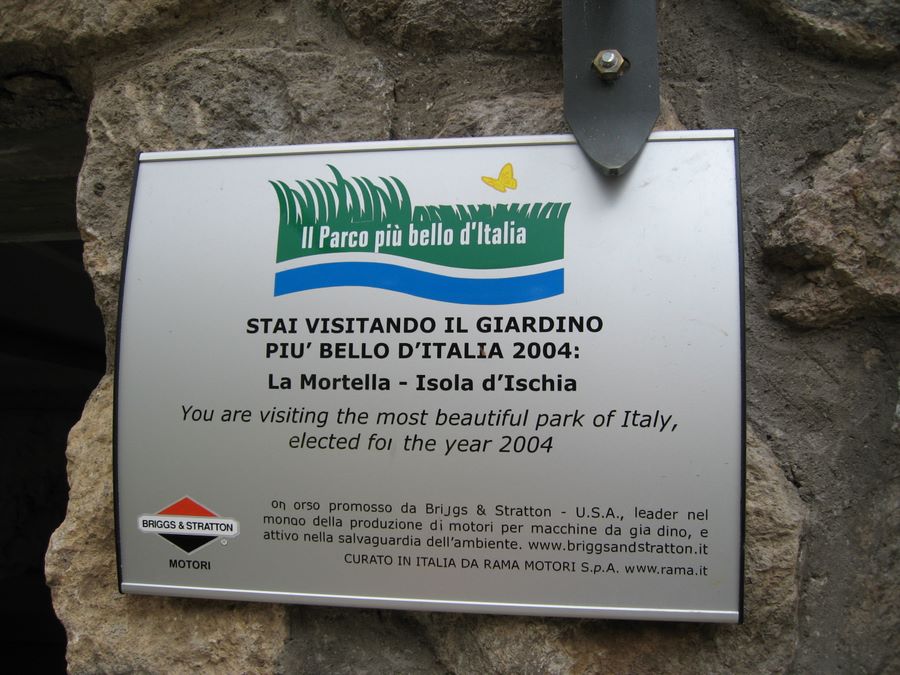 Il Parco più bello d'Italia
STAI VISITANDO IL GIARDINO
PIU' BELLO D'ITALIA 2004:
La Mortella - Isola d'Ischia
You are visiting the most beautiful park of Italy,
elected for the year 2004
orso promosso da Briggs & Stratton - U.S.A., leader nel
mondo della produzione di motori per macchine da gia dino, e
attivo nella salvaguardia dell'ambiente. www.briggsandstratton.it
CURATO IN ITALIA DA RAMA MOTORI S.p.A. www.rama.it
BRIGGS & STRATTON
®
MOTORI